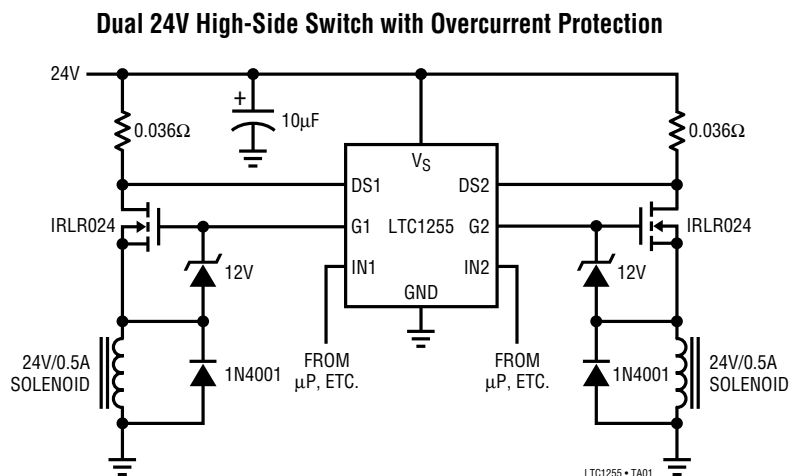 Dual 24V High-Side Switch with Overcurrent Protection
24V
+
10µF
0.036Ω
0.036Ω
VS
DS1
DS2
IRLR024
G1
LTC1255
G2
IRLR024
12V
IN1
IN2
12V
GND
24V/0.5A
SOLENOID
1N4001
FROM
µP, ETC.
FROM
µP, ETC.
1N4001
24V/0.5A
SOLENOID
LTC1255 • TA01